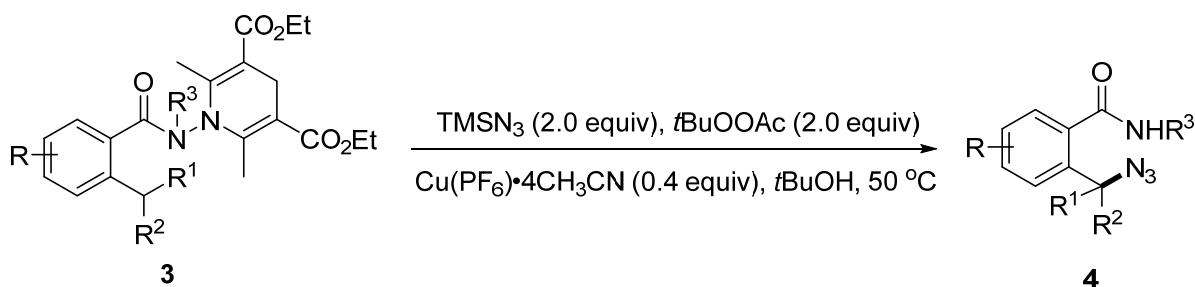 CO₂Et
O
R³
N
N
CO₂Et
R
R¹
R²
3
TMSN₃ (2.0 equiv), tBuOOAc (2.0 equiv)
Cu(PF₆)•4CH₃CN (0.4 equiv), tBuOH, 50 °C
O
NHR³
R
N₃
R¹
R²
4